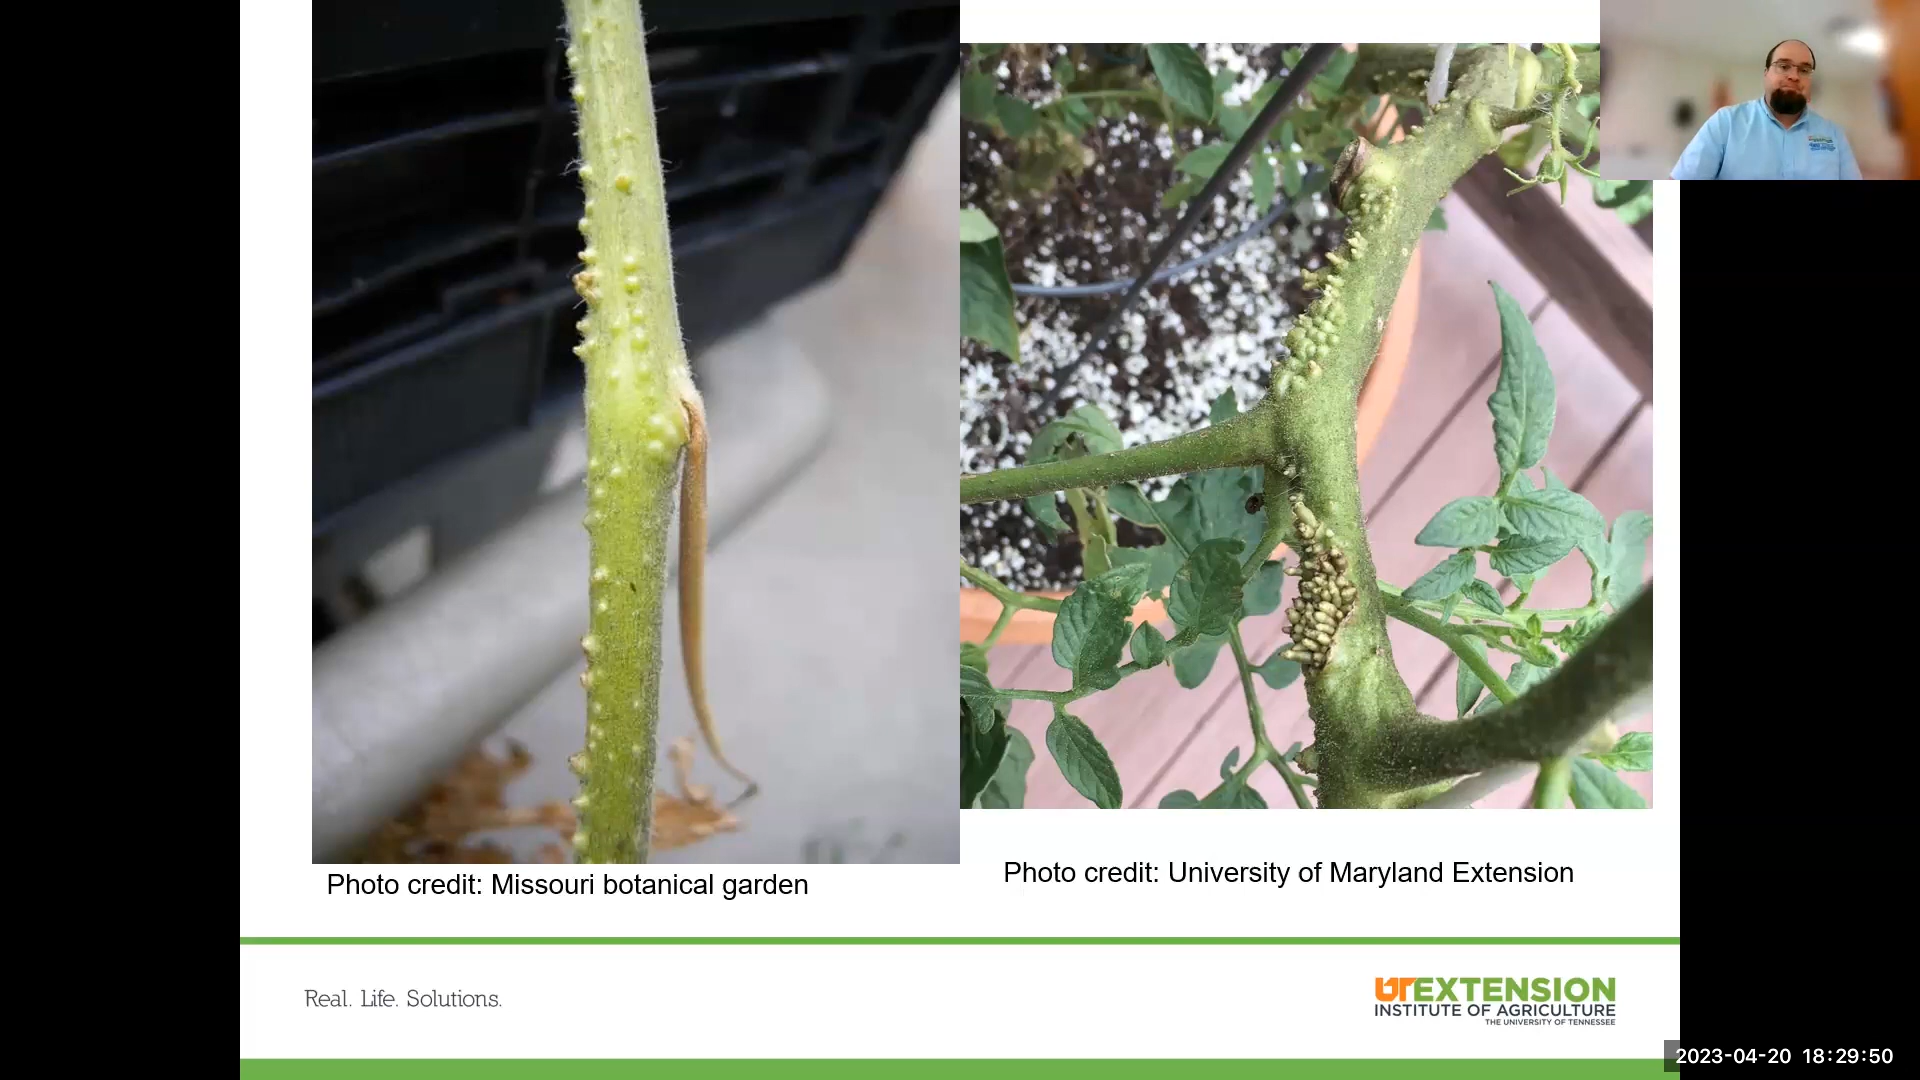 Photo credit: Missouri botanical garden
Photo credit: University of Maryland Extension
Real. Life. Solutions.
UTEXTENSION
INSTITUTE OF AGRICULTURE
THE UNIVERSITY OF TENNESSEE
2023-04-20 18:29:50